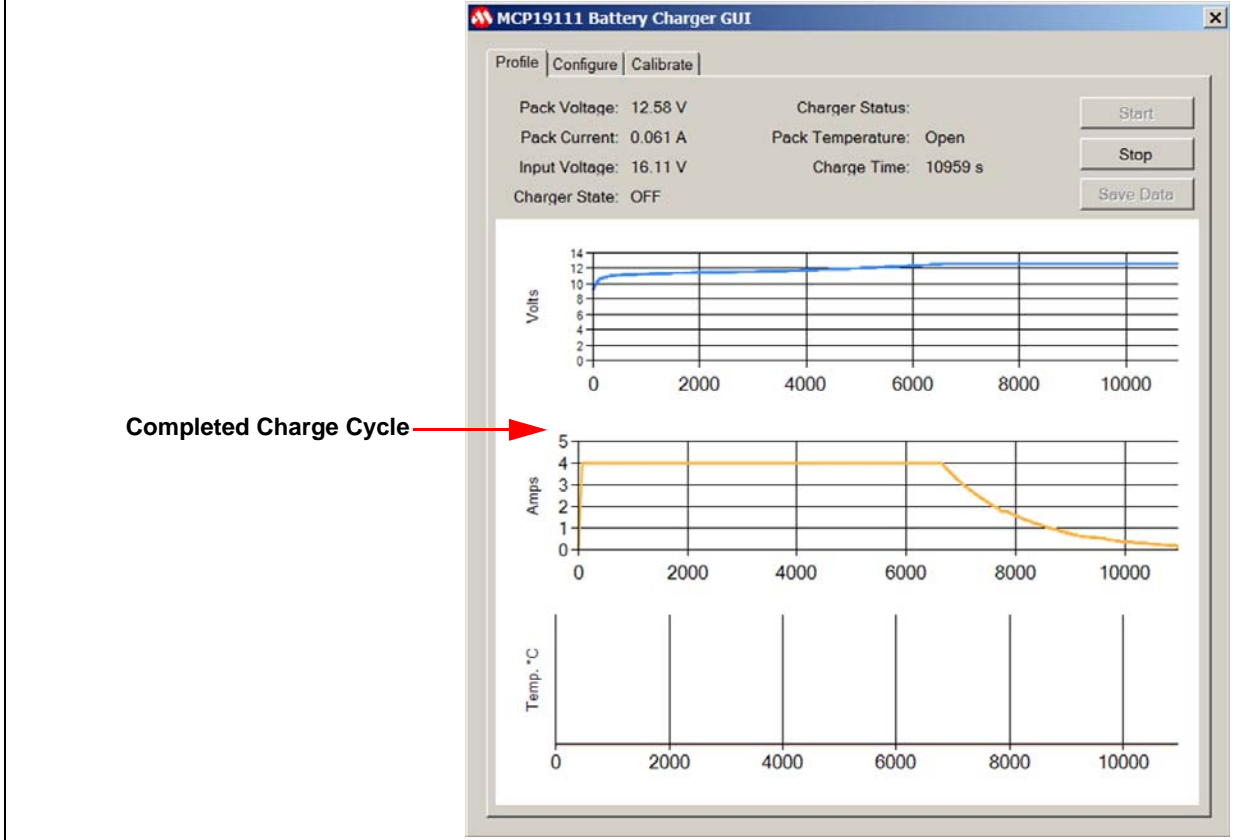 MCP19111 Battery Charger GUI
Profile Configure Calibrate
Pack Voltage: 12.58 V Charger Status: Start
Pack Current: 0.061 A Pack Temperature: Open
Input Voltage: 16.11 V Charge Time: 10959 s Stop
Charger State: OFF Save Data
Volts
14
12
10
8
6
4
2
0
0 2000 4000 6000 8000 10000
Completed Charge Cycle
Amps
5
4
3
2
1
0
0 2000 4000 6000 8000 10000
Temp. °C
0 2000 4000 6000 8000 10000